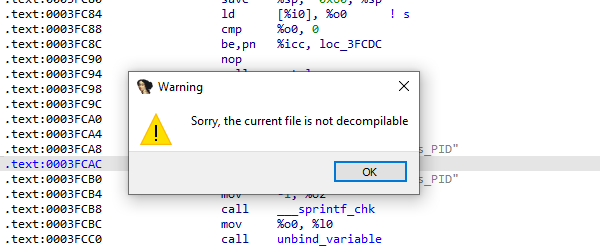 .text:0003FC84 ld [%i0], %o0 ! s
.text:0003FC88 cmp %o0, 0
.text:0003FC8C be,pn %icc, loc_3FCDC
.text:0003FC90 nop
.text:0003FC94
.text:0003FC98
.text:0003FC9C
.text:0003FCA0
.text:0003FCA4
.text:0003FCA8 s_PID"
.text:0003FCAC
.text:0003FCB0 s_PID"
.text:0003FCB4 mov -1, %o2
.text:0003FCB8 call ___sprintf_chk
.text:0003FCBC mov %o0, %l0
.text:0003FCC0 call unbind_variable
Warning
Sorry, the current file is not decompilable
OK